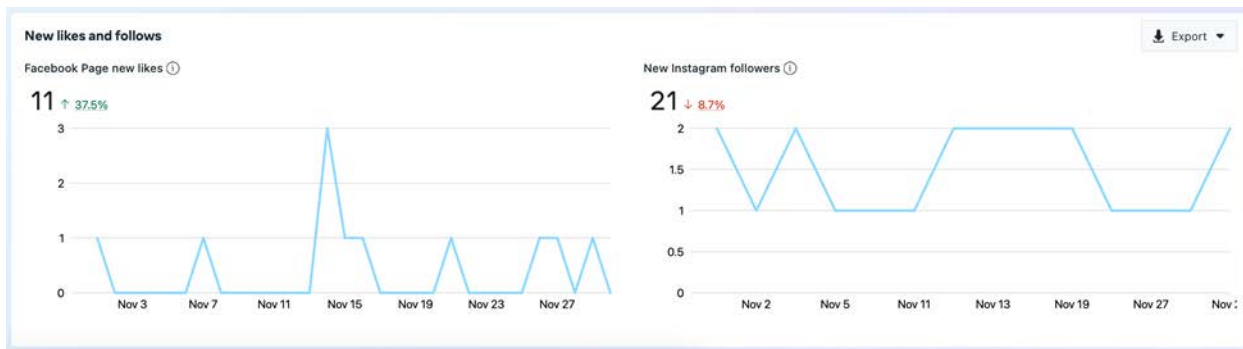 New likes and follows
Export
Facebook Page new likes
11 ↑ 37.5%
3
2
1
0
Nov 3 Nov 7 Nov 11 Nov 15 Nov 19 Nov 23 Nov 27
New Instagram followers
21 ↓ 8.7%
2
1.5
1
0.5
0
Nov 2 Nov 5 Nov 11 Nov 13 Nov 19 Nov 27 Nov